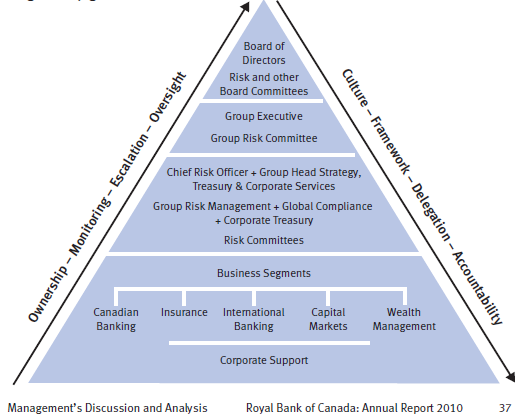 Board of
Directors
Risk and other
Board Committees
Group Executive
Group Risk Committee
Chief Risk Officer + Group Head Strategy,
Treasury & Corporate Services
Group Risk Management + Global Compliance
+ Corporate Treasury
Risk Committees
Business Segments
Canadian
Banking
Insurance
International
Banking
Capital
Markets
Wealth
Management
Corporate Support
Ownership – Monitoring – Escalation – Oversight
Culture – Framework – Delegation – Accountability
Management's Discussion and Analysis Royal Bank of Canada: Annual Report 2010 37